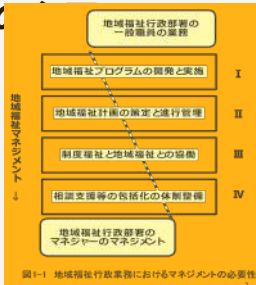 の
地域福祉行政部署の
一般職員の業務
地域福祉プログラムの開発と実施
I
地域福祉計画の策定と進行管理
II
制度福祉と地域福祉との協働
III
相談支援等の包括化の体制整備
IV
地域福祉マネジメント→
地域福祉行政部署の
マネジャーのマネジメント
図1-1 地域福祉行政業務におけるマネジメントの必要性